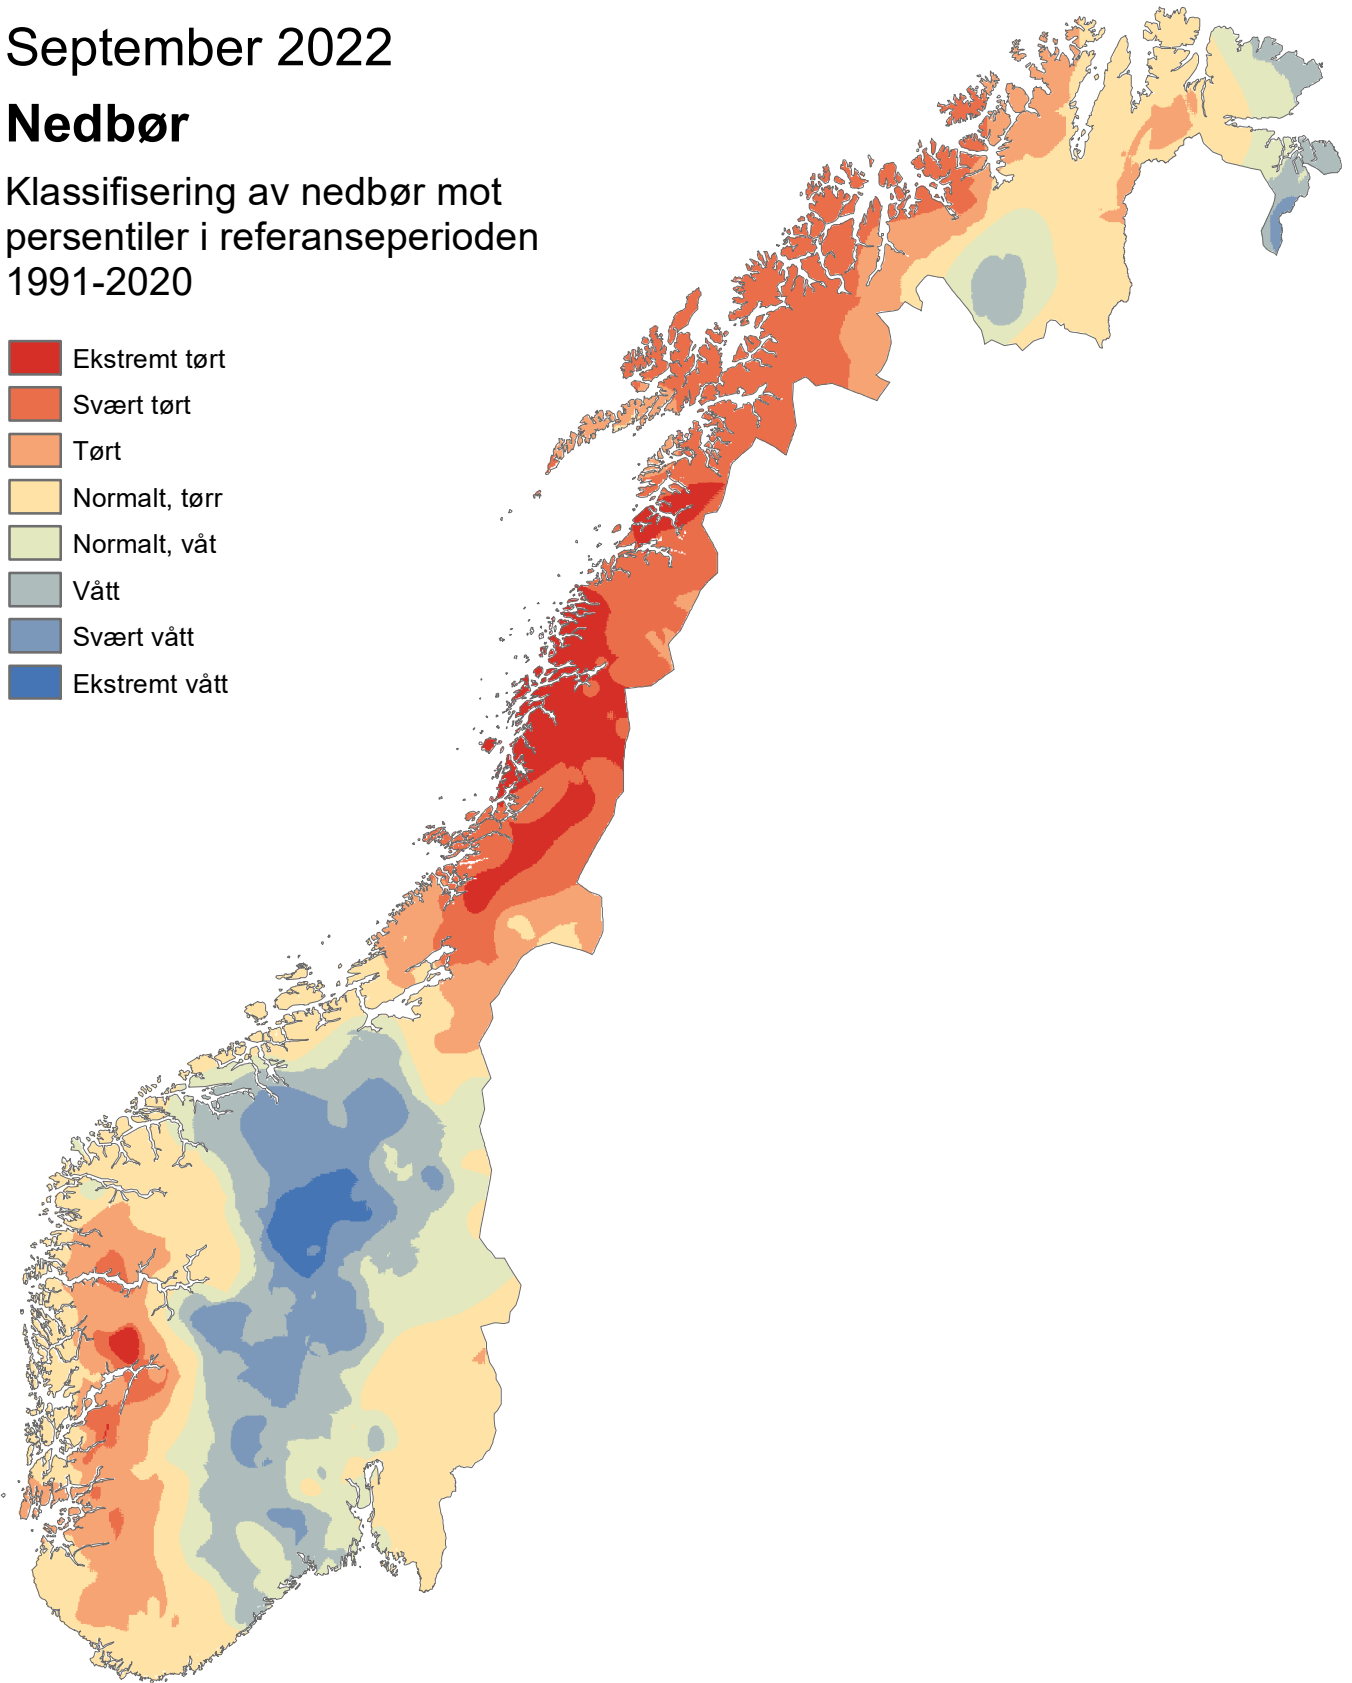 September 2022
Nedbør
Klassifisering av nedbør mot
persentiler i referanseperioden
1991-2020
Ekstremt tørt
Svært tørt
Tørt
Normalt, tørr
Normalt, våt
Vått
Svært vått
Ekstremt vått